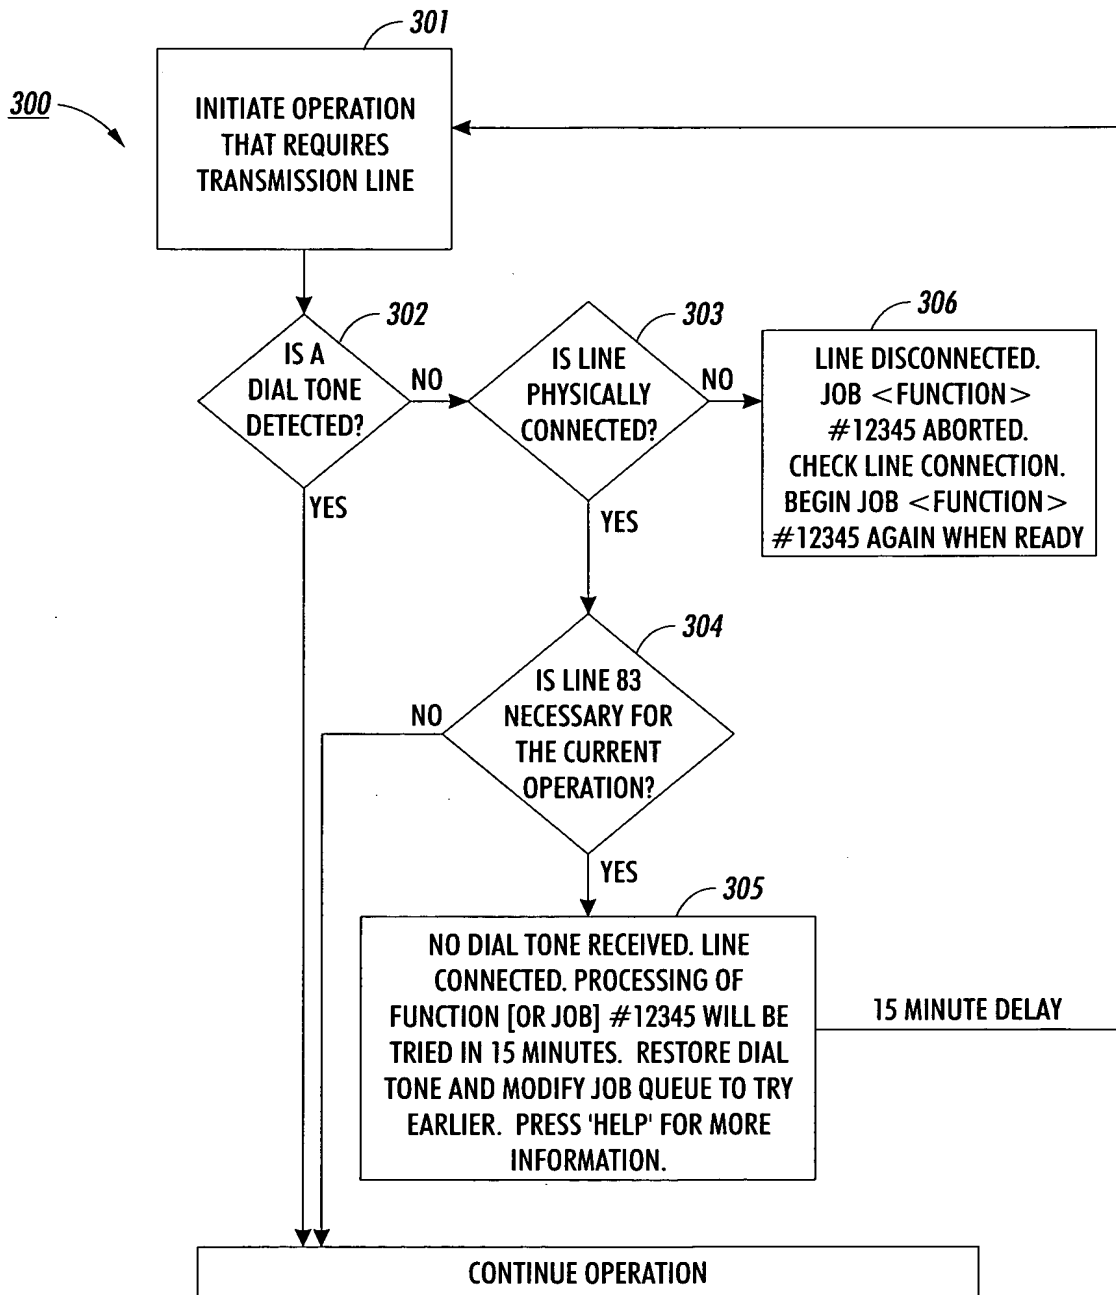 301
300
INITIATE OPERATION
THAT REQUIRES
TRANSMISSION LINE
302
IS A
DIAL TONE
DETECTED?
NO
YES
303
IS LINE
PHYSICALLY
CONNECTED?
NO
YES
306
LINE DISCONNECTED.
JOB <FUNCTION>
#12345 ABORTED.
CHECK LINE CONNECTION.
BEGIN JOB <FUNCTION>
#12345 AGAIN WHEN READY
304
IS LINE 83
NECESSARY FOR
THE CURRENT
OPERATION?
NO
YES
305
NO DIAL TONE RECEIVED. LINE
CONNECTED. PROCESSING OF
FUNCTION [OR JOB] #12345 WILL BE
TRIED IN 15 MINUTES. RESTORE DIAL
TONE AND MODIFY JOB QUEUE TO TRY
EARLIER. PRESS 'HELP' FOR MORE
INFORMATION.
15 MINUTE DELAY
CONTINUE OPERATION